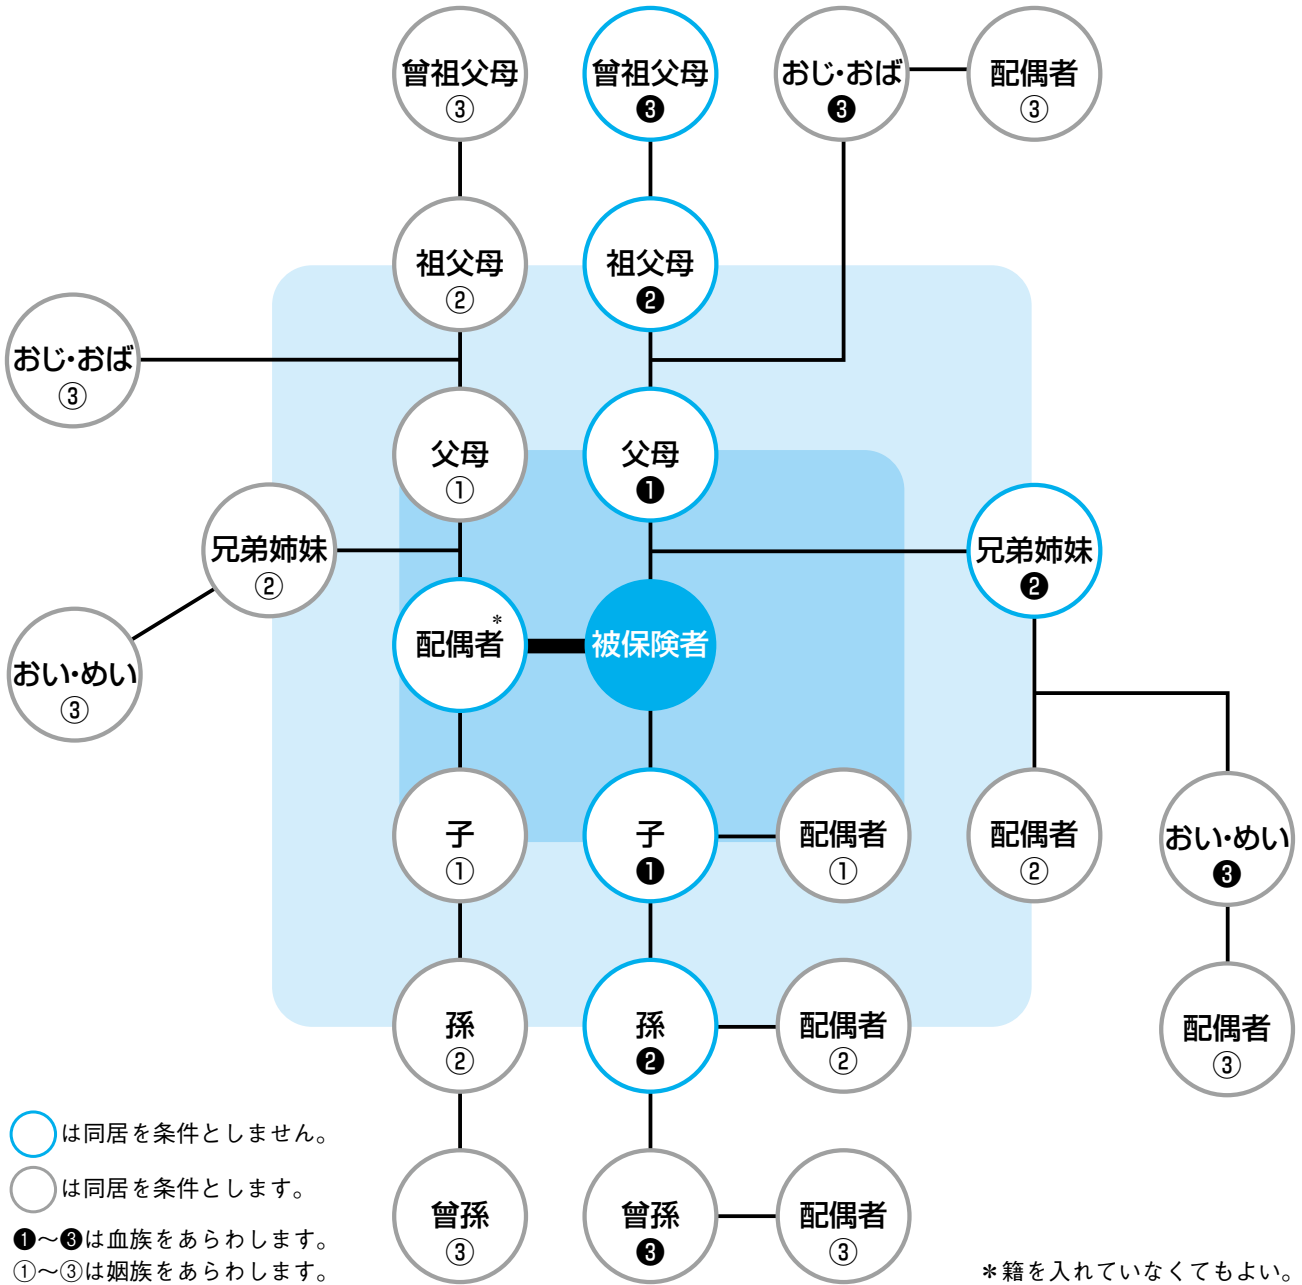 曾祖父母
③
曾祖父母
❸
おじ・おば
❸
配偶者
③
祖父母
②
祖父母
❷
おじ・おば
③
父母
①
父母
❶
兄弟姉妹
②
兄弟姉妹
❷
おい・めい
③
配偶者*
被保険者
子
①
子
❶
配偶者
①
配偶者
②
おい・めい
❸
孫
②
孫
❷
配偶者
②
配偶者
③
曾孫
③
曾孫
❸
配偶者
③
は同居を条件としません。
は同居を条件とします。
❶～❸は血族をあらわします。
①～③は姻族をあらわします。
＊籍を入れていなくてもよい。